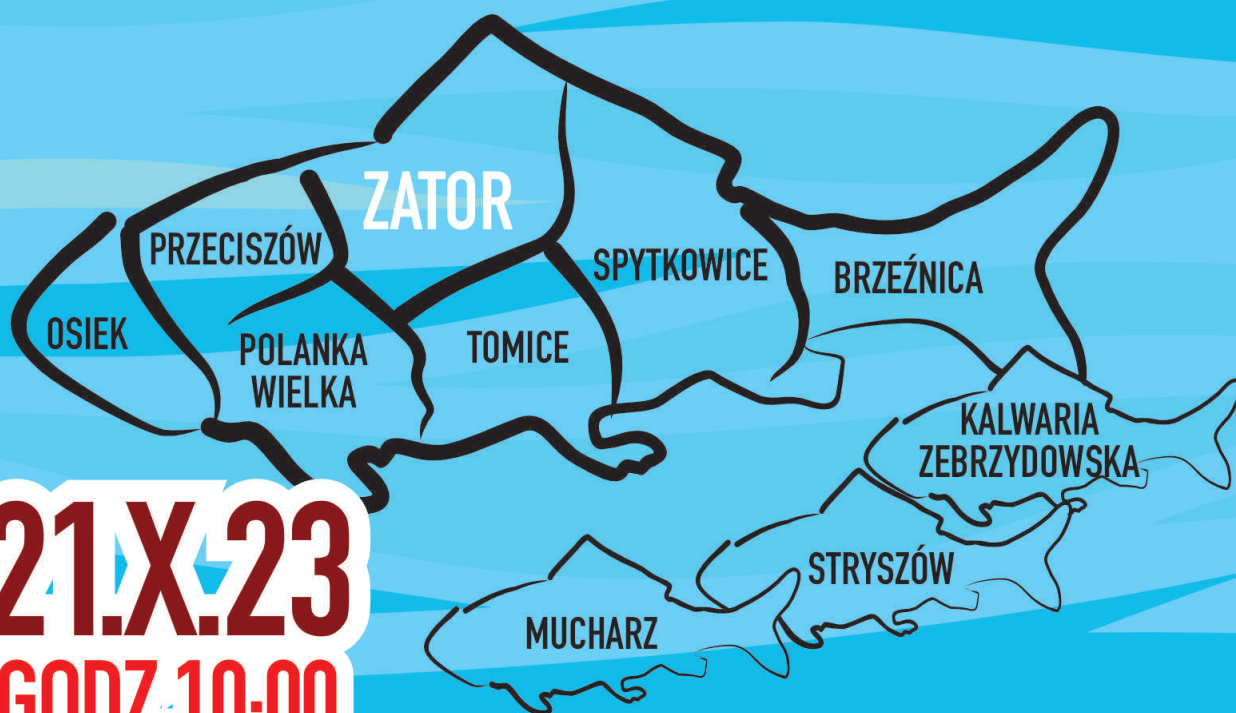 ZATOR
PRZECISZÓW
SPYTKOWICE
BRZEŹNICA
OSIEK
POLANKA
WIELKA
TOMICE
KALWARIA
ZEBRZYDOWSKA
STRYSZÓW
MUCHARZ
21.X.23
GODZ.10:00